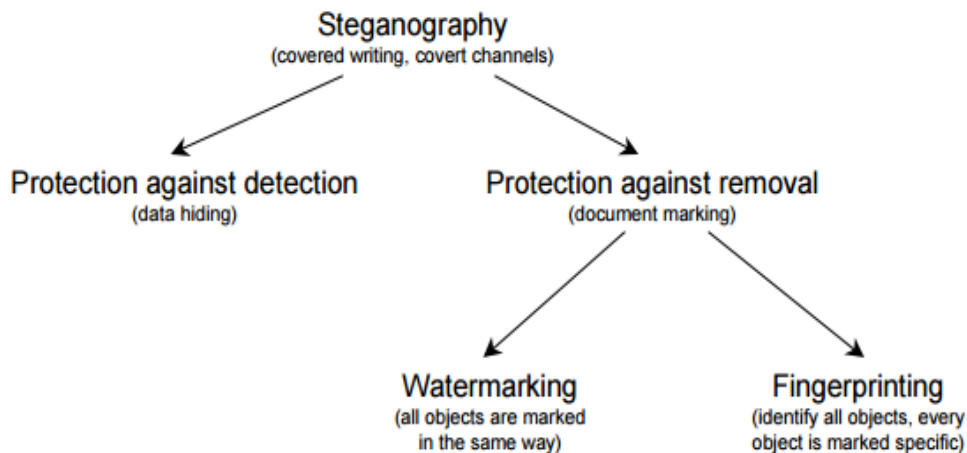 Steganography
(covered writing, covert channels)
Protection against detection
(data hiding)
Protection against removal
(document marking)
Watermarking
(all objects are marked
in the same way)
Fingerprinting
(identify all objects, every
object is marked specific)